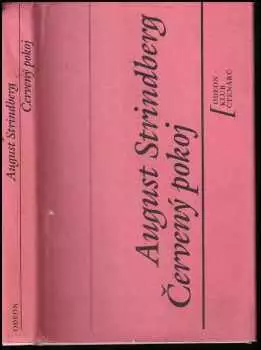 August Strindberg
Červený pokoj
ODEON
August Strindberg
Červený pokoj
ODEON
KLUB
ČTENÁŘŮ